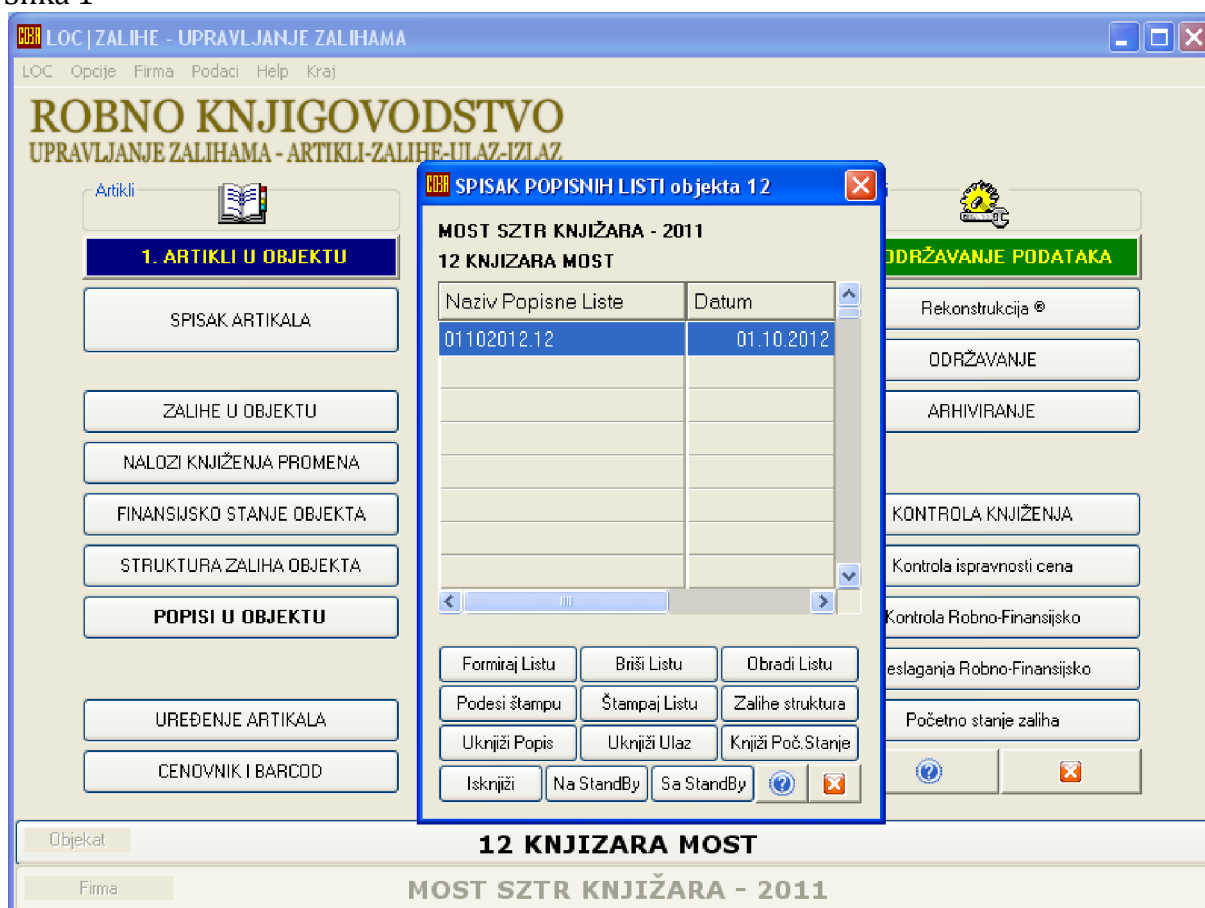 LOC | ZALIHE - UPRAVLJANJE ZALIHAMA
LOC Opcije Firma Podaci Help Kraj
ROBNO KNJIGOVODSTVO
UPRAVLJANJE ZALIHAMA - ARTIKLI-ZALIHE-ULAZ-IZLAZ
Artikli
1. ARTIKLI U OBJEKTU
SPISAK ARTIKALA
ZALIHE U OBJEKTU
NALOZI KNJIŽENJA PROMENA
FINANSIJSKO STANJE OBJEKTA
STRUKTURA ZALIHA OBJEKTA
POPISI U OBJEKTU
UREĐENJE ARTIKALA
CENOVNIK I BARCOD
SPISAK POPISNIH LISTI objekta 12
MOST SZTR KNJIŽARA - 2011
12 KNJIZARA MOST
Naziv Popisne Liste Datum
01102012.12 01.10.2012
Formiraj Listu Briši Listu Obradi Listu
Podesi štampu Štampaj Listu Zalihe struktura
Uknjiži Popis Uknjiži Ulaz Knjiži Poč.Stanje
Isknjiži Na StandBy Sa StandBy
ODRŽAVANJE PODATAKA
Rekonstrukcija ®
ODRŽAVANJE
ARHIVIRANJE
KONTROLA KNJIŽENJA
Kontrola ispravnosti cena
Kontrola Robno-Finansijsko
eslaganja Robno-Finansijsko
Početno stanje zaliha
Objekat
12 KNJIZARA MOST
Firma
MOST SZTR KNJIŽARA - 2011